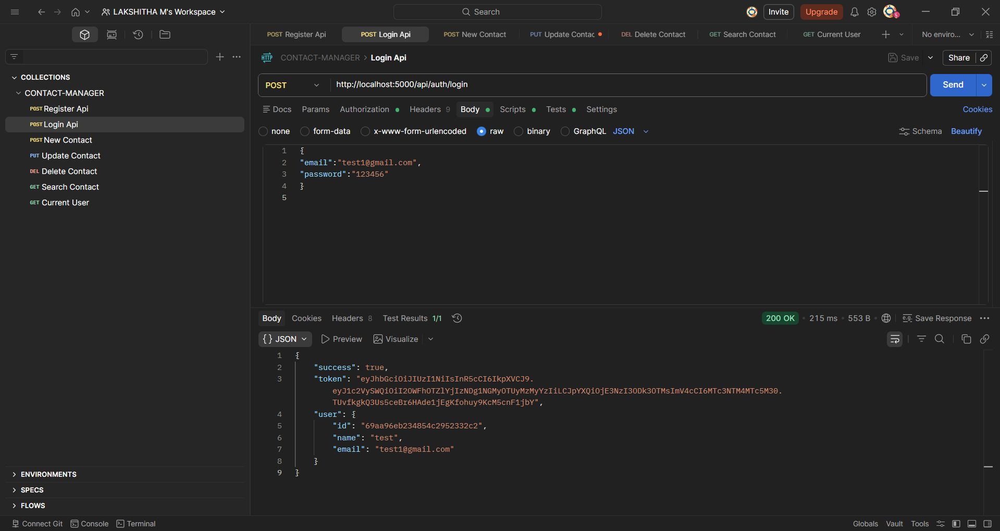 LAKSHITHA M's Workspace
Search
Invite
Upgrade
L
POST Register Api
POST Login Api
POST New Contact
PUT Update Contac
DEL Delete Contact
GET Search Contact
GET Current User
No enviro...
HTTP CONTACT-MANAGER > Login Api
Save
Share
COLLECTIONS
CONTACT-MANAGER
POST Register Api
POST Login Api
POST New Contact
PUT Update Contact
DEL Delete Contact
GET Search Contact
GET Current User
ENVIRONMENTS
SPECS
FLOWS
POST
http://localhost:5000/api/auth/login
Send
Docs Params Authorization Headers 9 Body Scripts Tests Settings
Cookies
none form-data x-www-form-urlencoded raw binary GraphQL JSON
Schema Beautify
1 {
2 "email":"test1@gmail.com",
3 "password":"123456"
4 }
5
Body Cookies Headers 8 Test Results 1/1
200 OK • 215 ms • 553 B
e.g. Save Response
{} JSON Preview Visualize
1 {
2 "success": true,
3 "token": "eyJhbGciOiJIUzI1NiIsInR5cCI6IkpXVCJ9.
eyJ1c2VySWQiOiI2OWFhOTZlYjIzNDg1NGMyOTUyMzMyYzIiLCJpYXQiOjE3NzI3ODk3OTMsImV4cCI6MTc3NTM4MTc5M30.
TUvfkgkQ3Us5ceBr6HAde1jEgKfohuy9KcM5cnF1jbY",
4 "user": {
5 "id": "69aa96eb234854c2952332c2",
6 "name": "test",
7 "email": "test1@gmail.com"
8 }
9 }
Connect Git Console Terminal
Globals Vault Tools